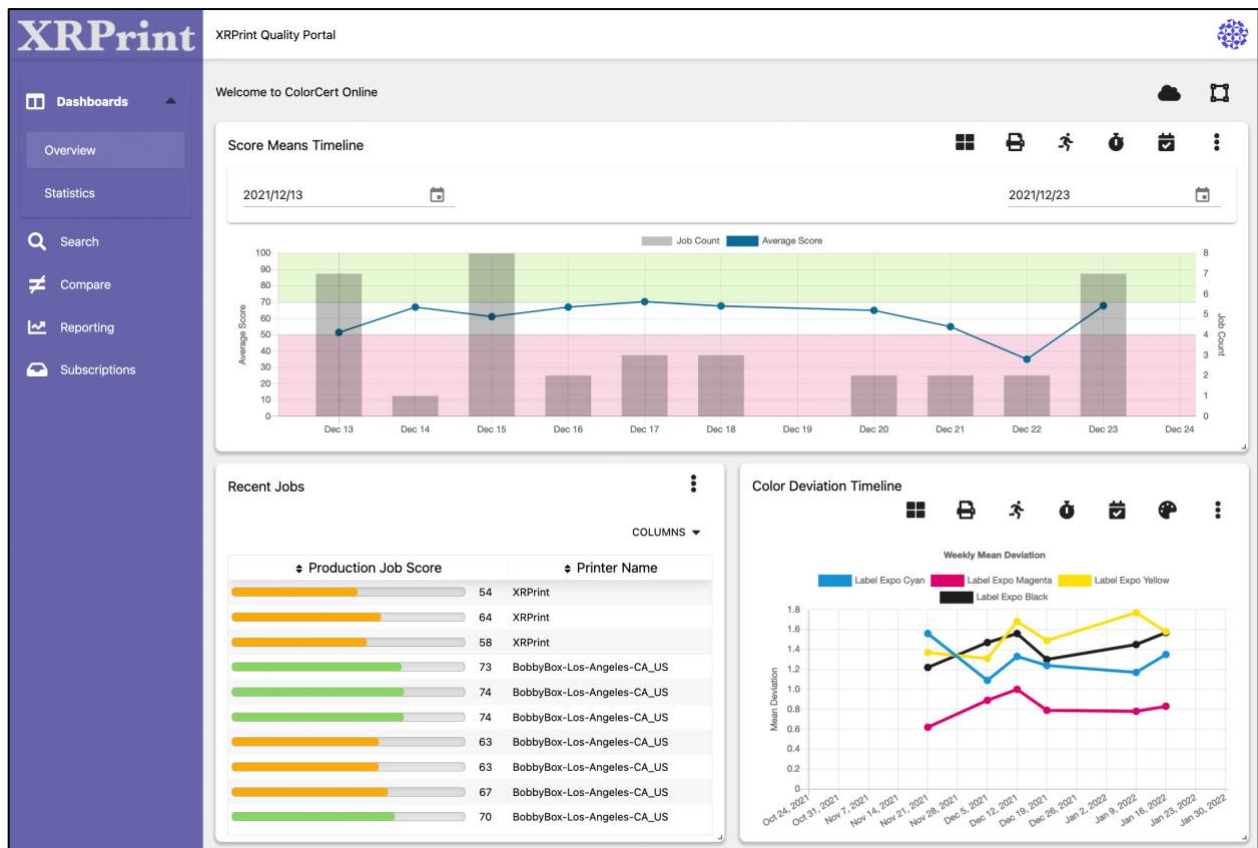 XRPrint
XRPrint Quality Portal
Dashboards
Overview
Statistics
Search
Compare
Reporting
Subscriptions
Welcome to ColorCert Online
Score Means Timeline
2021/12/13
2021/12/23
Job Count
Average Score
100
90
80
70
60
50
40
30
20
10
0
Average Score
8
7
6
5
4
3
2
1
0
Job Count
Dec 13 Dec 14 Dec 15 Dec 16 Dec 17 Dec 18 Dec 19 Dec 20 Dec 21 Dec 22 Dec 23 Dec 24
Recent Jobs
COLUMNS
Production Job Score Printer Name
54 XRPrint
64 XRPrint
58 XRPrint
73 BobbyBox-Los-Angeles-CA_US
74 BobbyBox-Los-Angeles-CA_US
74 BobbyBox-Los-Angeles-CA_US
63 BobbyBox-Los-Angeles-CA_US
63 BobbyBox-Los-Angeles-CA_US
67 BobbyBox-Los-Angeles-CA_US
70 BobbyBox-Los-Angeles-CA_US
Color Deviation Timeline
Weekly Mean Deviation
Label Expo Cyan Label Expo Magenta Label Expo Yellow
Label Expo Black
1.8
1.6
1.4
1.2
1.0
0.8
0.6
0.4
0.2
0
Mean Deviation
Oct 24, 2021 Oct 31, 2021 Nov 7, 2021 Nov 14, 2021 Nov 21, 2021 Nov 28, 2021 Dec 5, 2021 Dec 12, 2021 Dec 19, 2021 Dec 26, 2021 Jan 2, 2022 Jan 9, 2022 Jan 16, 2022 Jan 23, 2022 Jan 30, 2022